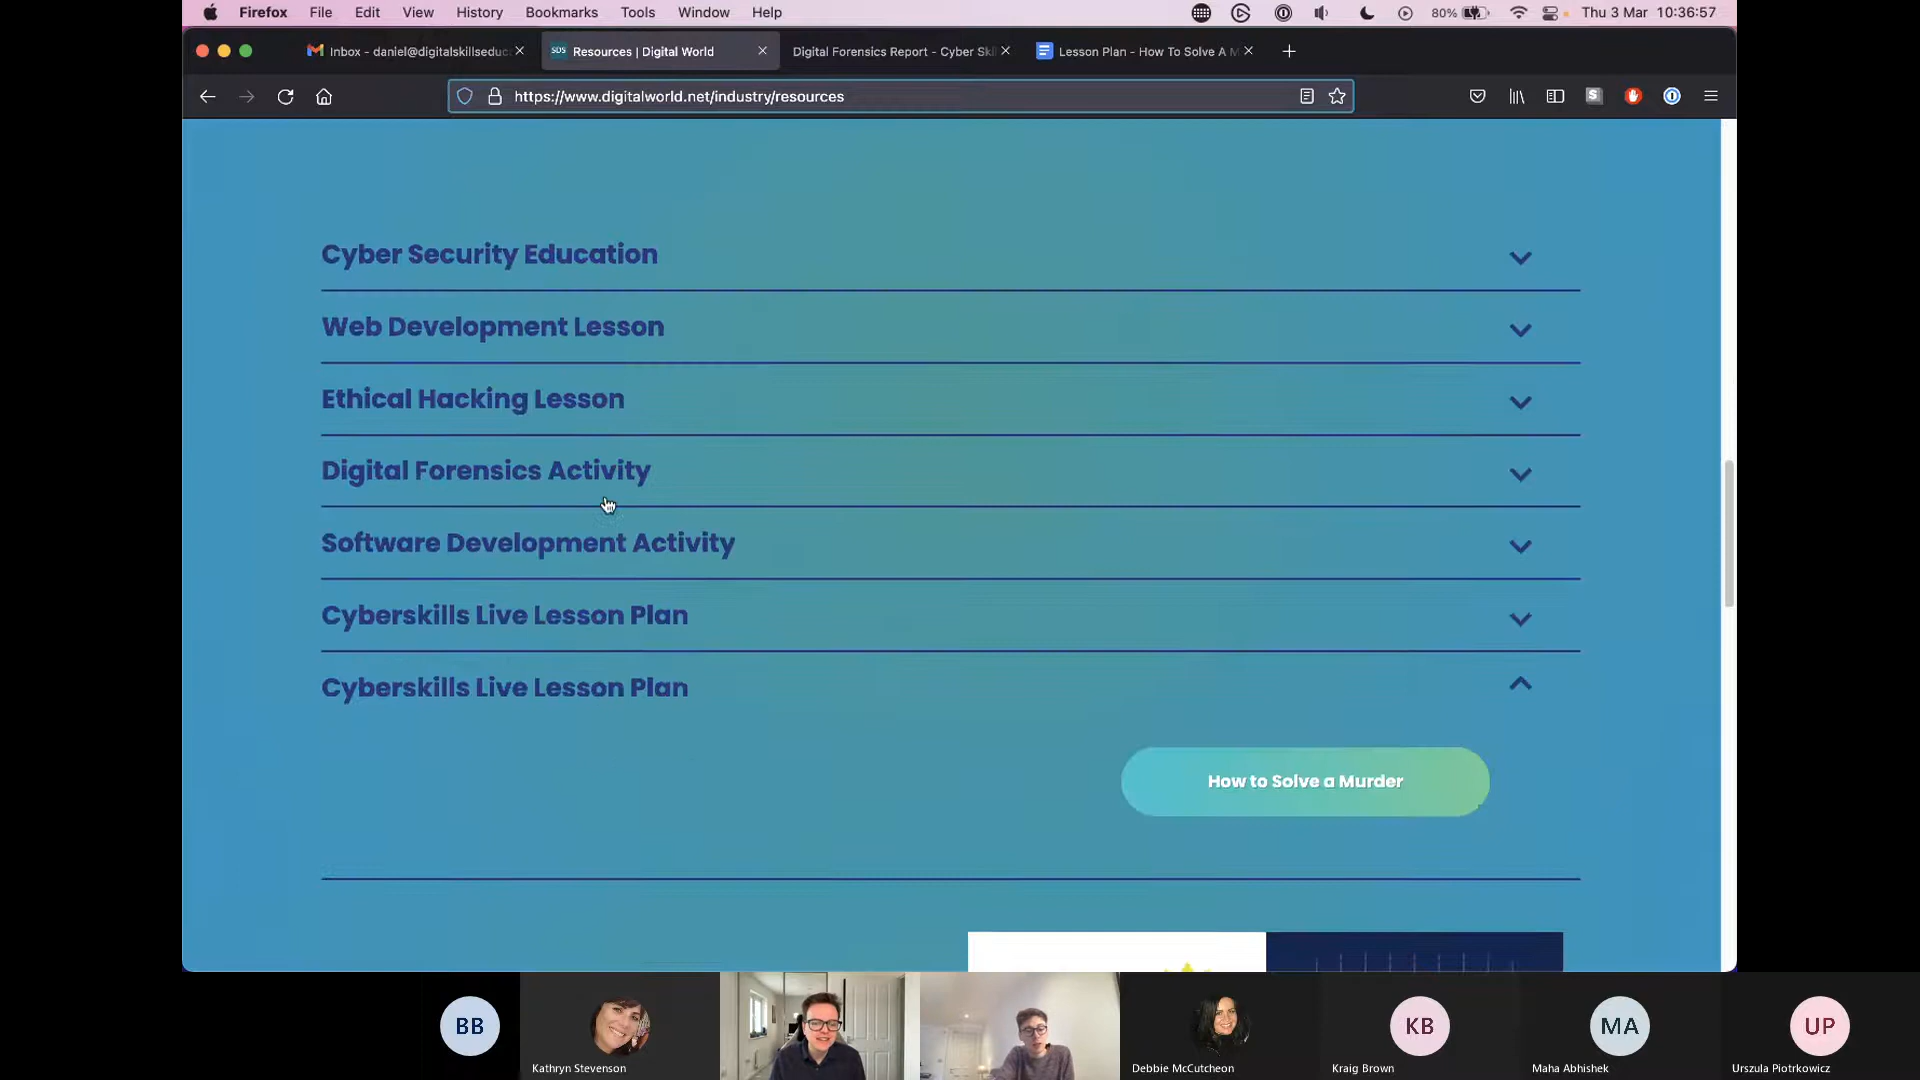 Firefox File Edit View History Bookmarks Tools Window Help 80% Thu 3 Mar 10:36:57
Inbox - daniel@digitalskillseduc
SDS Resources | Digital World
Digital Forensics Report - Cyber Ski
Lesson Plan - How To Solve A M
https://www.digitalworld.net/industry/resources
Cyber Security Education
Web Development Lesson
Ethical Hacking Lesson
Digital Forensics Activity
Software Development Activity
Cyberskills Live Lesson Plan
Cyberskills Live Lesson Plan
How to Solve a Murder
BB KB MA UP
Kathryn Stevenson Debbie McCutcheon Kraig Brown Maha Abhishek Urszula Piotrkowicz